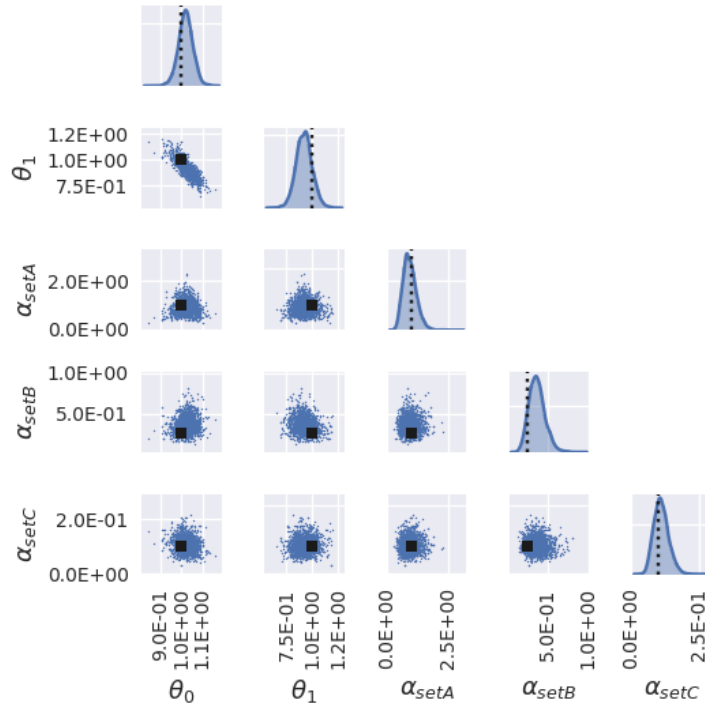 θ1
1.2E+00
1.0E+00
7.5E-01
αsetA
2.0E+00
0.0E+00
αsetB
1.0E+00
5.0E-01
αsetC
2.0E-01
0.0E+00
9.0E-01 1.0E+00 1.1E+00
7.5E-01 1.0E+00 1.2E+00
0.0E+00 2.5E+00
5.0E-01 1.0E+00
0.0E+00 2.5E-01
θ0 θ1 αsetA αsetB αsetC